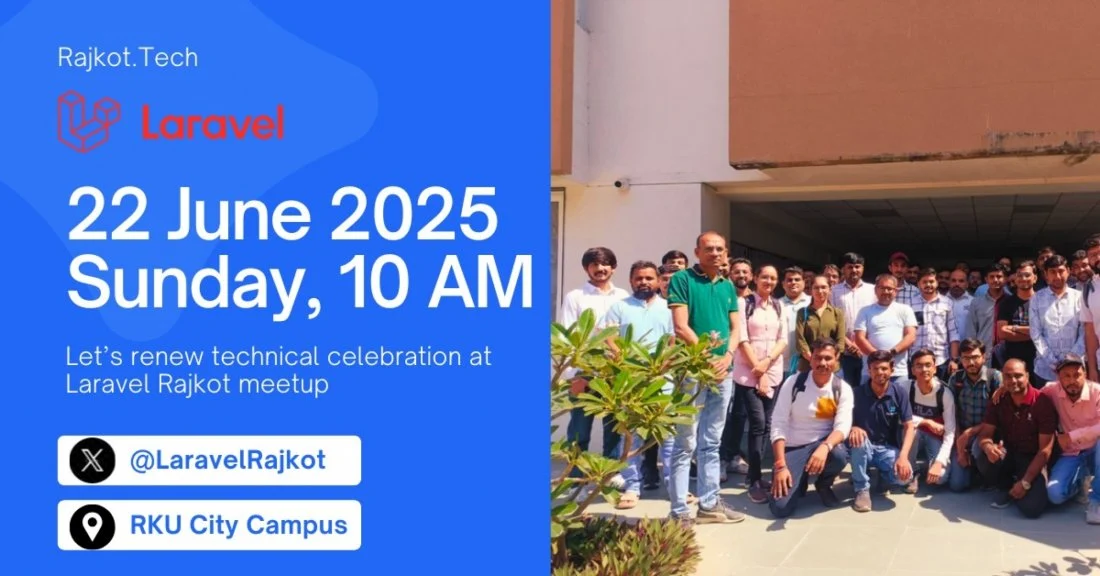 Rajkot.Tech
Laravel
22 June 2025
Sunday, 10 AM
Let's renew technical celebration at
Laravel Rajkot meetup
@LaravelRajkot
RKU City Campus
FILA